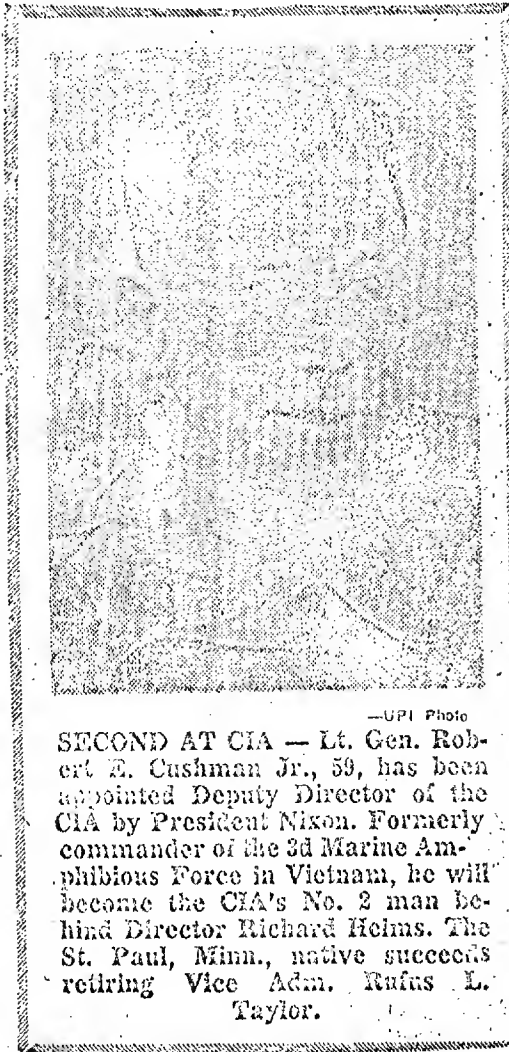 —UPI Photo
SECOND AT CIA — Lt. Gen. Rob-
ert E. Cushman Jr., 59, has been
appointed Deputy Director of the
CIA by President Nixon. Formerly
commander of the 3d Marine Am-
phibious Force in Vietnam, he will
become the CIA's No. 2 man be-
hind Director Richard Helms. The
St. Paul, Minn., native succeeds
retiring Vice Adm. Rufus L.
Taylor.